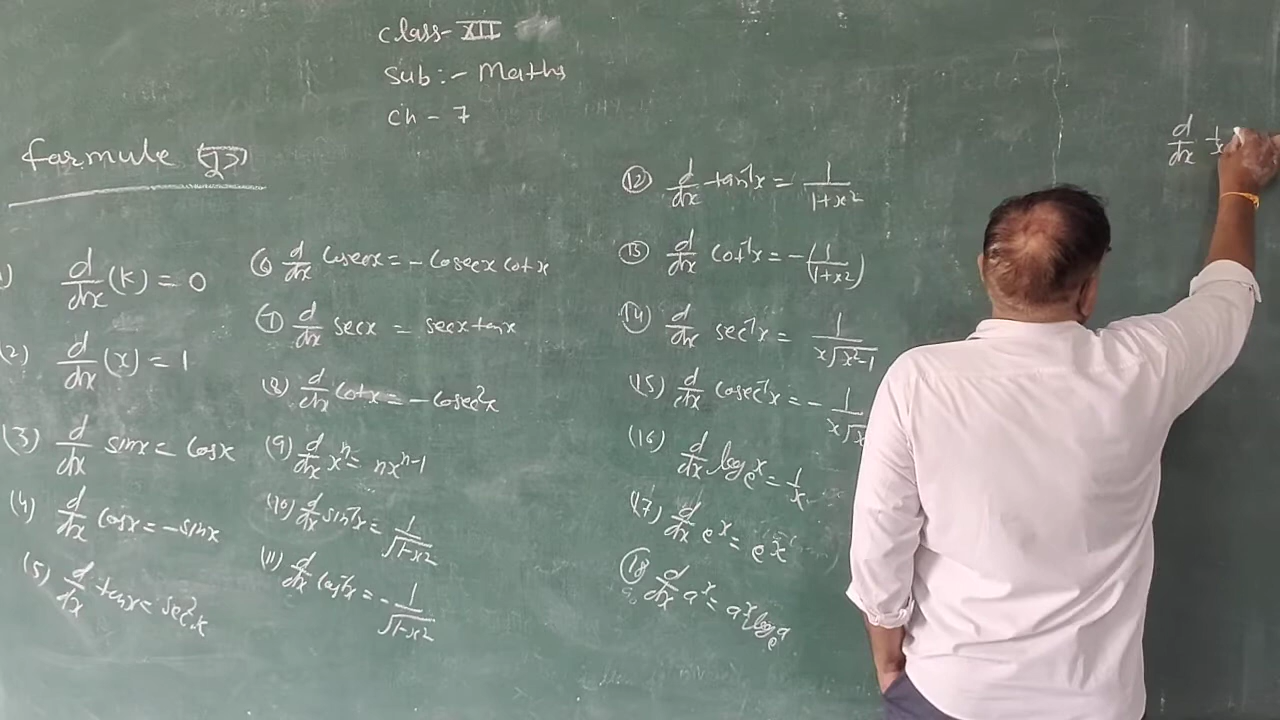 Class-XII
Sub:- Maths
Ch - 7
Farmule
) d/dx (K) = 0
(2) d/dx (x) = 1
(3) d/dx sinx = cosx
(4) d/dx cosx = -sinx
(5) d/dx tanx = sec²x
(6) d/dx cosecx = - cosecx cotx
(7) d/dx secx = secx tanx
(8) d/dx cotx = - cosec²x
(9) d/dx xⁿ = nxⁿ⁻¹
(10) d/dx sin⁻¹x = 1/√1-x²
(11) d/dx cos⁻¹x = - 1/√1-x²
(12) d/dx tan⁻¹x = 1/1+x²
(13) d/dx cot⁻¹x = - (1/1+x²)
(14) d/dx sec⁻¹x = 1/x√x²-1
(15) d/dx cosec⁻¹x = - 1/x√x
(16) d/dx logₑx = 1/x
(17) d/dx eˣ = eˣ
(18) d/dx aˣ = aˣ logₑa
d/dx 1/x